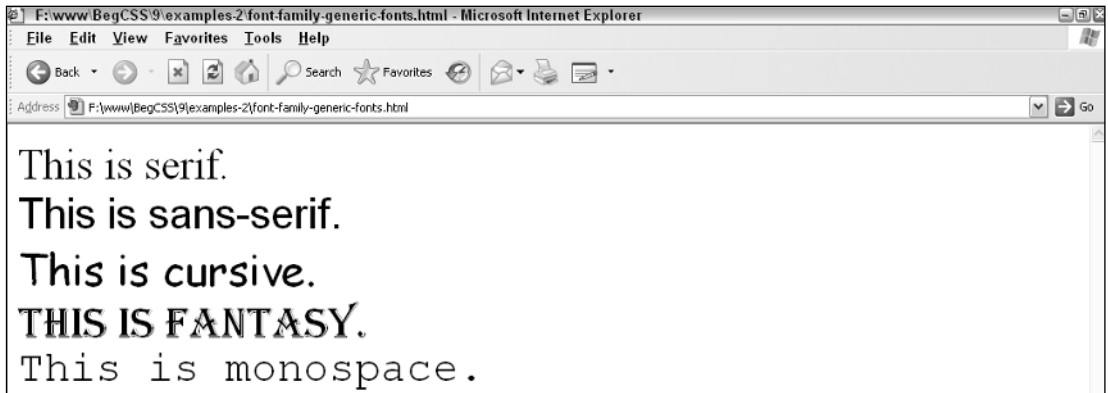 F:\www\BegCSS\9\examples-2\font-family-generic-fonts.html - Microsoft Internet Explorer
File Edit View Favorites Tools Help
Back Search Favorites
Address F:\www\BegCSS\9\examples-2\font-family-generic-fonts.html Go
This is serif.
This is sans-serif.
This is cursive.
THIS IS FANTASY.
This is monospace.